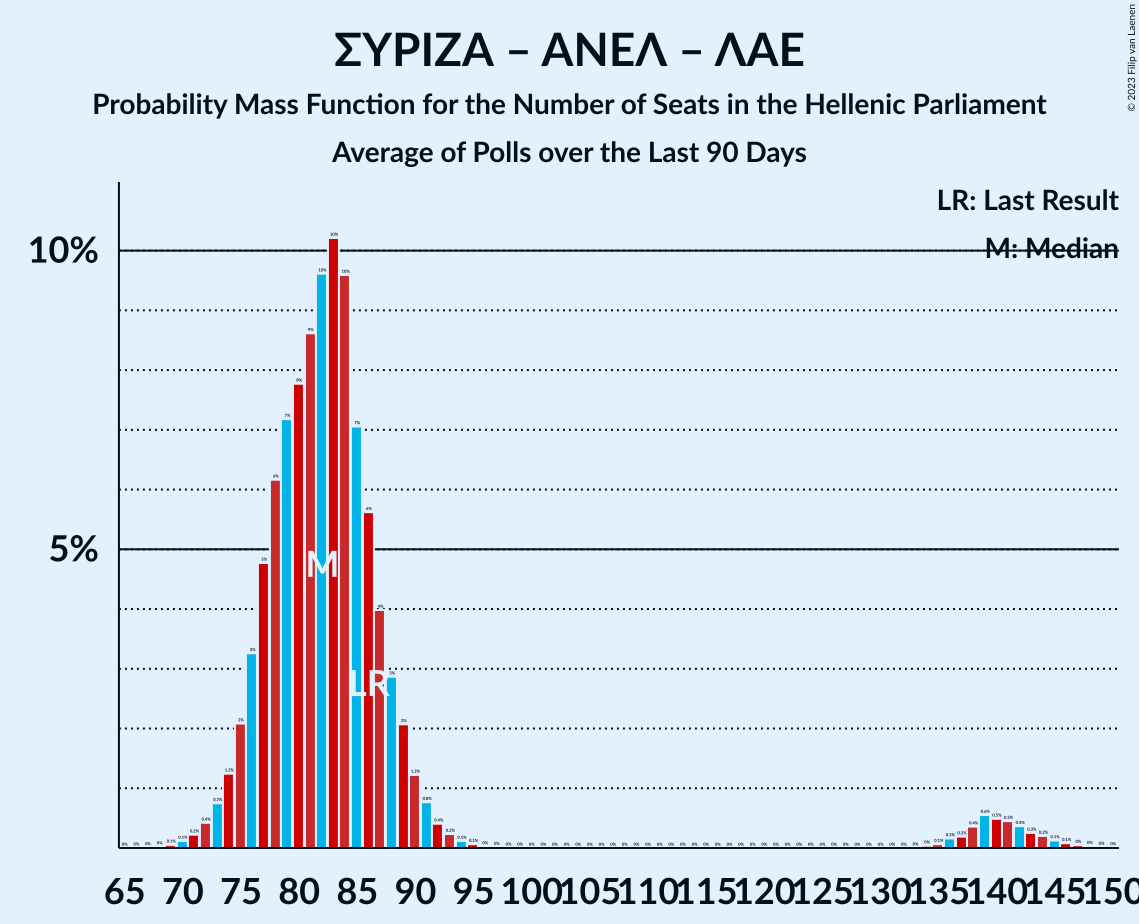 ΣΥΡΙΖΑ – ΑΝΕΛ – ΛΑΕ
Probability Mass Function for the Number of Seats in the Hellenic Parliament
Average of Polls over the Last 90 Days
© 2023 Filip van Laenen
LR: Last Result
M: Median
10%
5%
M
LR
65 70 75 80 85 90 95 100 105 110 115 120 125 130 135 140 145 150